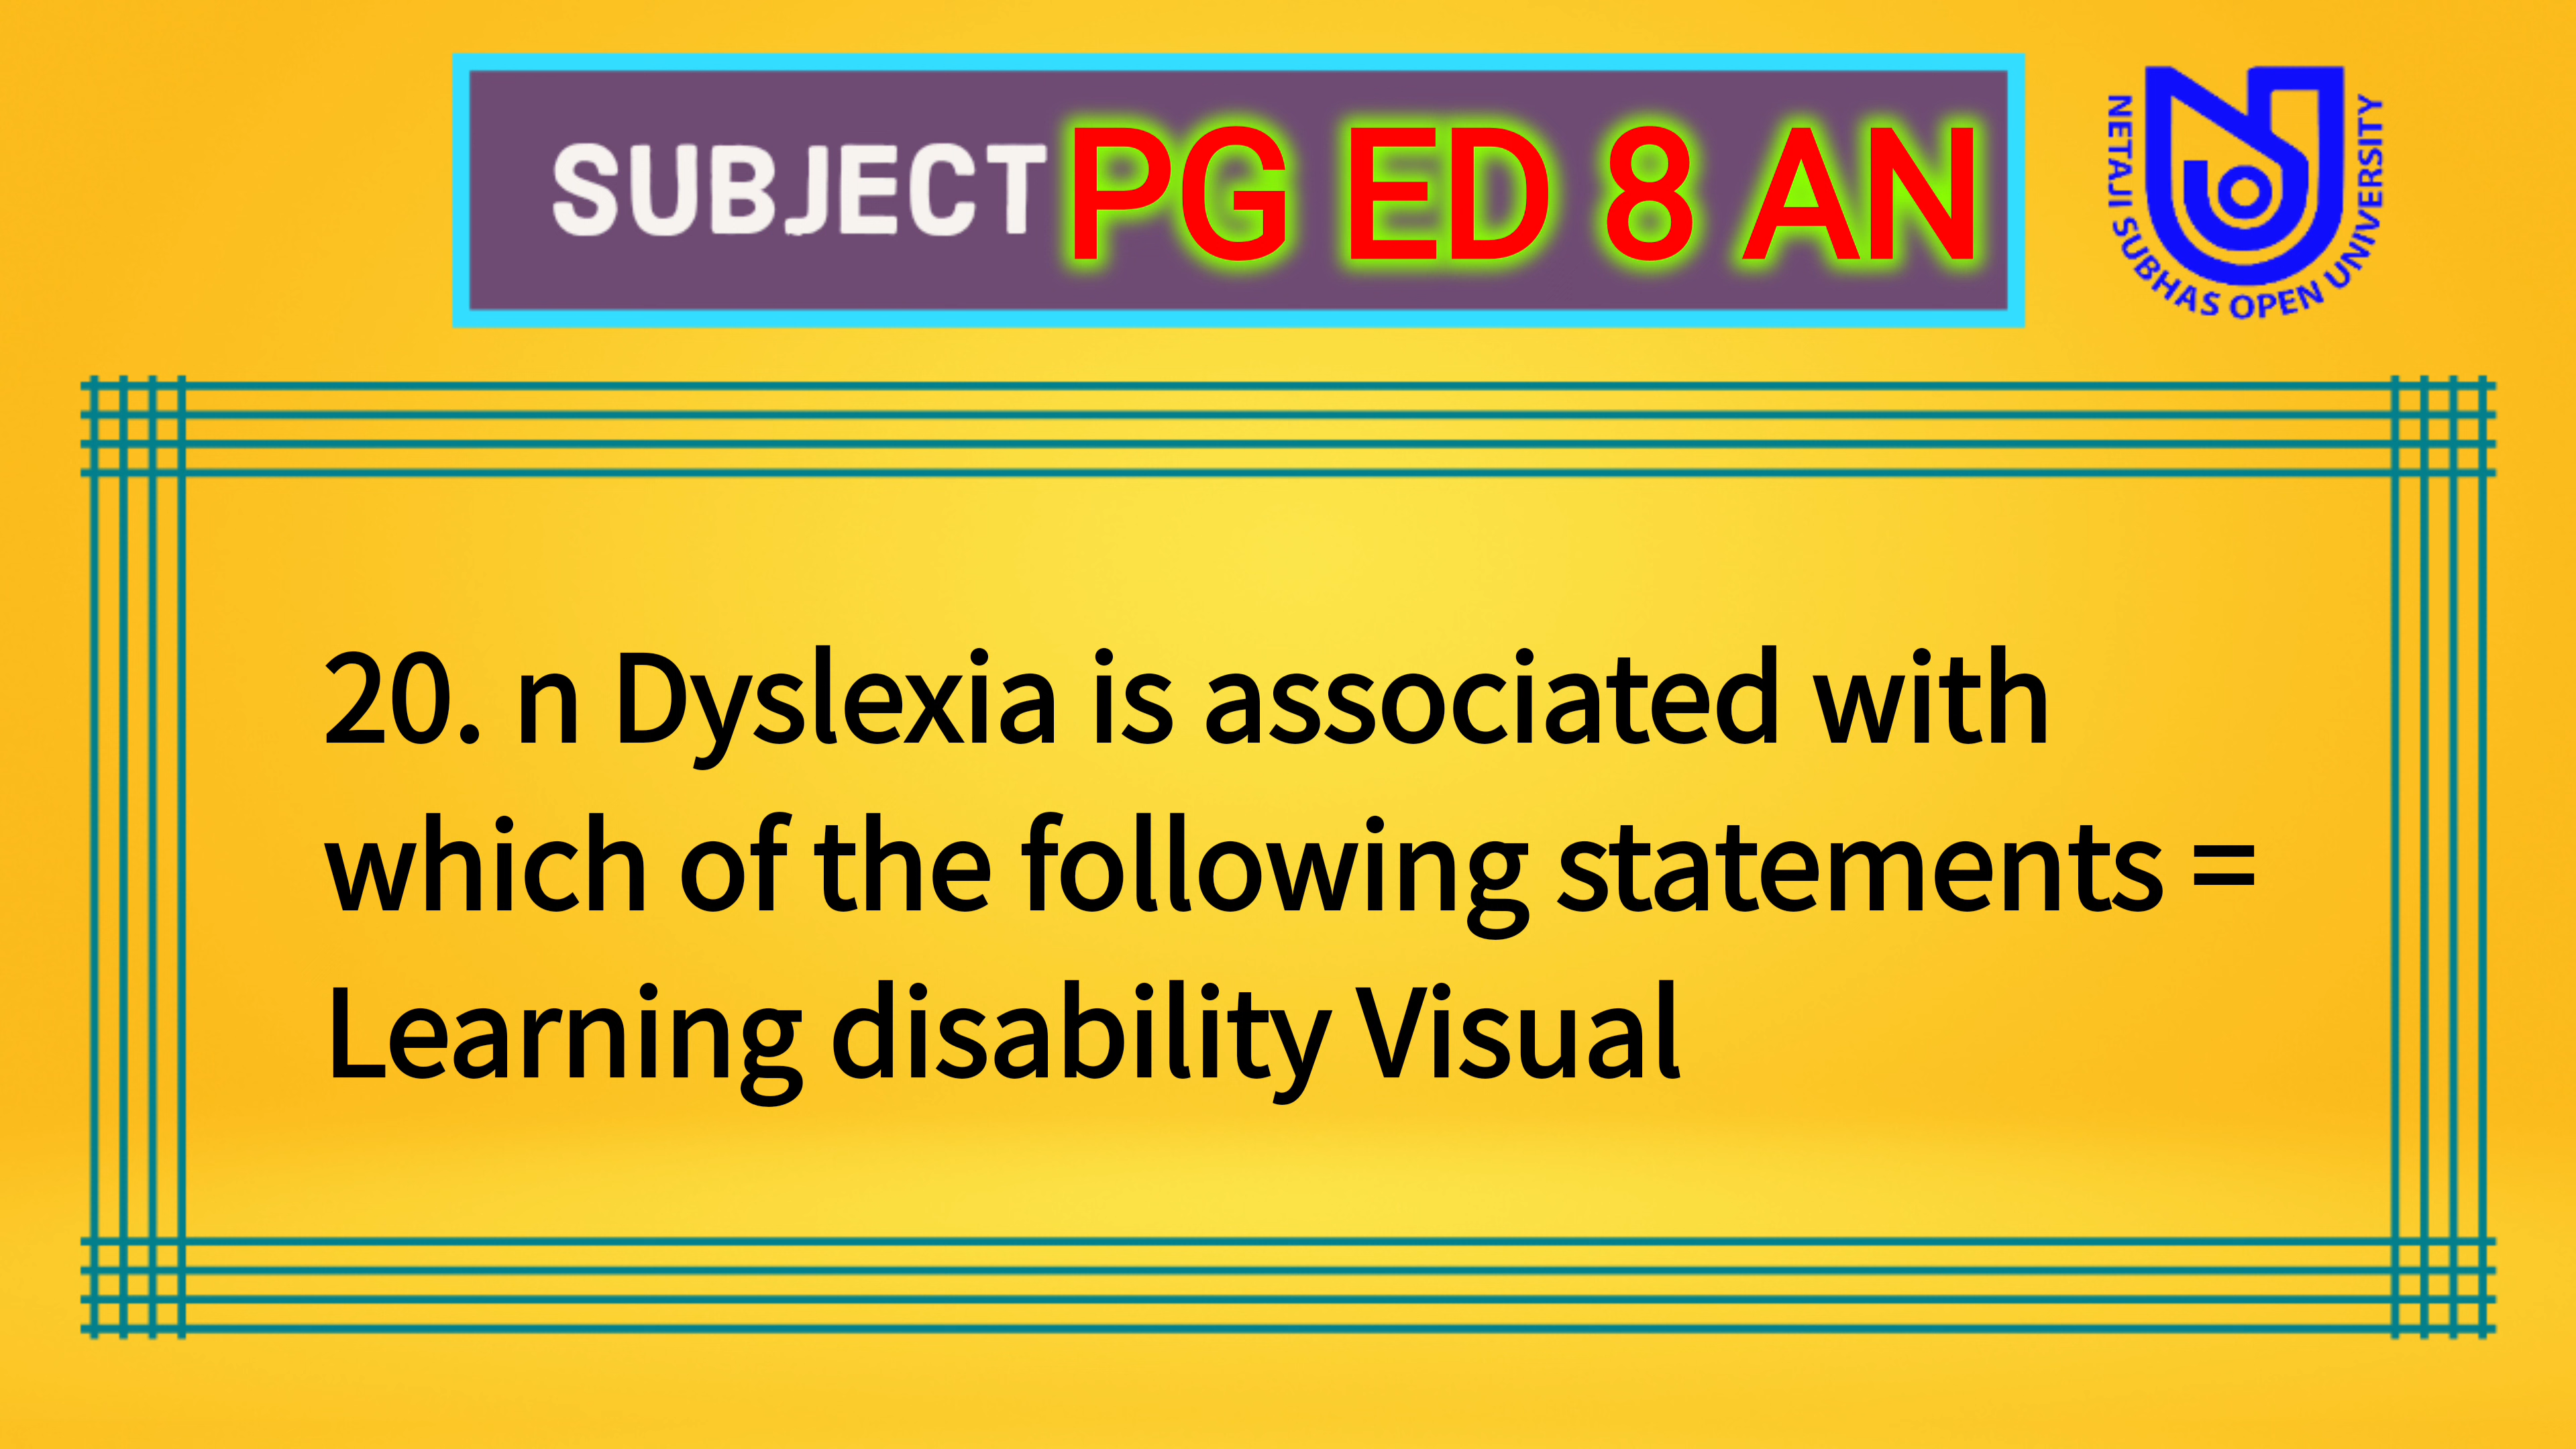 SUBJECT PG ED 8 AN
NETAJI SUBHAS OPEN UNIVERSITY
20. n Dyslexia is associated with
which of the following statements =
Learning disability Visual